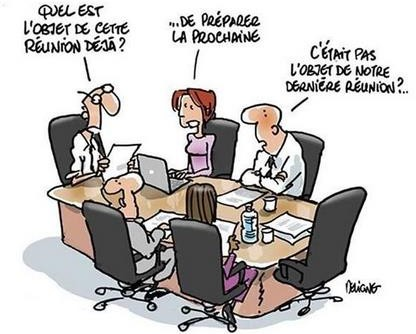 QUEL EST
L'OBJET DE CETTE
RÉUNION DÉJÀ?
...DE PRÉPARER
LA PROCHAINE
C'ÉTAIT PAS
L'OBJET DE NOTRE
DERNIÈRE RÉUNION?..
DELIGNE